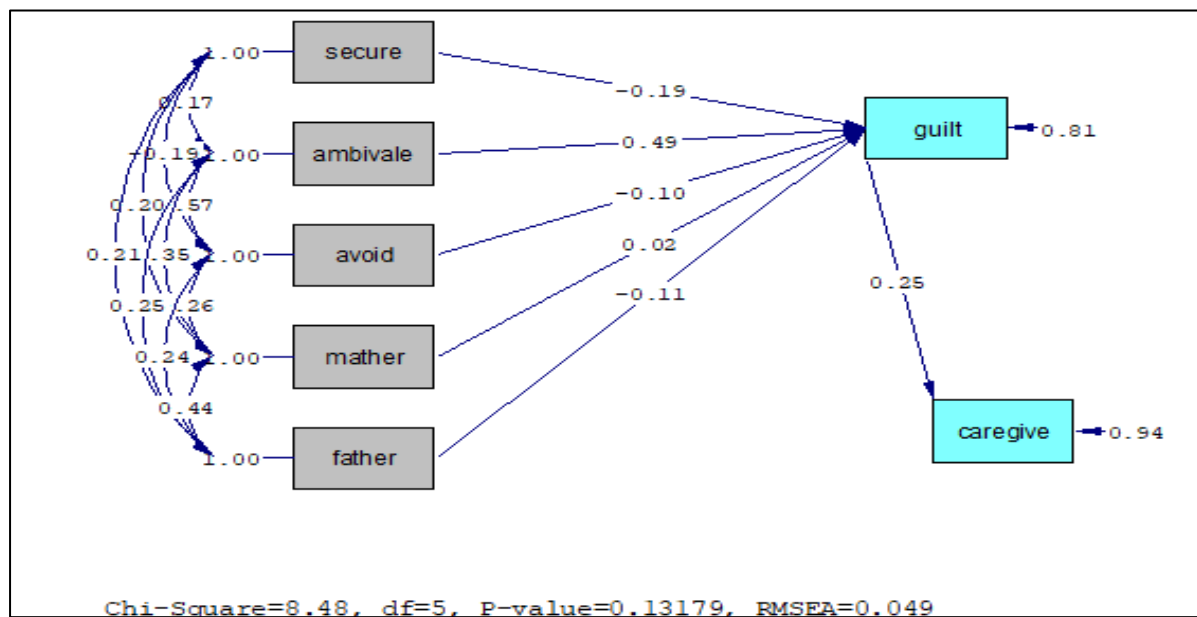 1.00 secure
0.17
-0.19
guilt 0.81
-0.19
1.00 ambivale
0.49
0.20 .57
-0.10
0.21 .35 1.00 avoid
0.02
0.25
0.25 .26
-0.11
0.24 1.00 mather
0.44
caregive 0.94
1.00 father
Chi-Square=8.48, df=5, P-value=0.13179, RMSEA=0.049